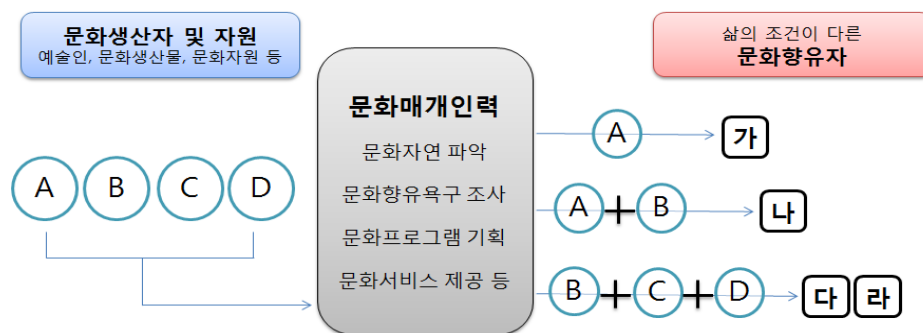 문화생산자 및 자원
예술인, 문화생산물, 문화자원 등
삶의 조건이 다른
문화향유자
문화매개인력
문화자연 파악
문화향유욕구 조사
문화프로그램 기획
문화서비스 제공 등
A B C D
A 가
A + B 나
B + C + D 다 라